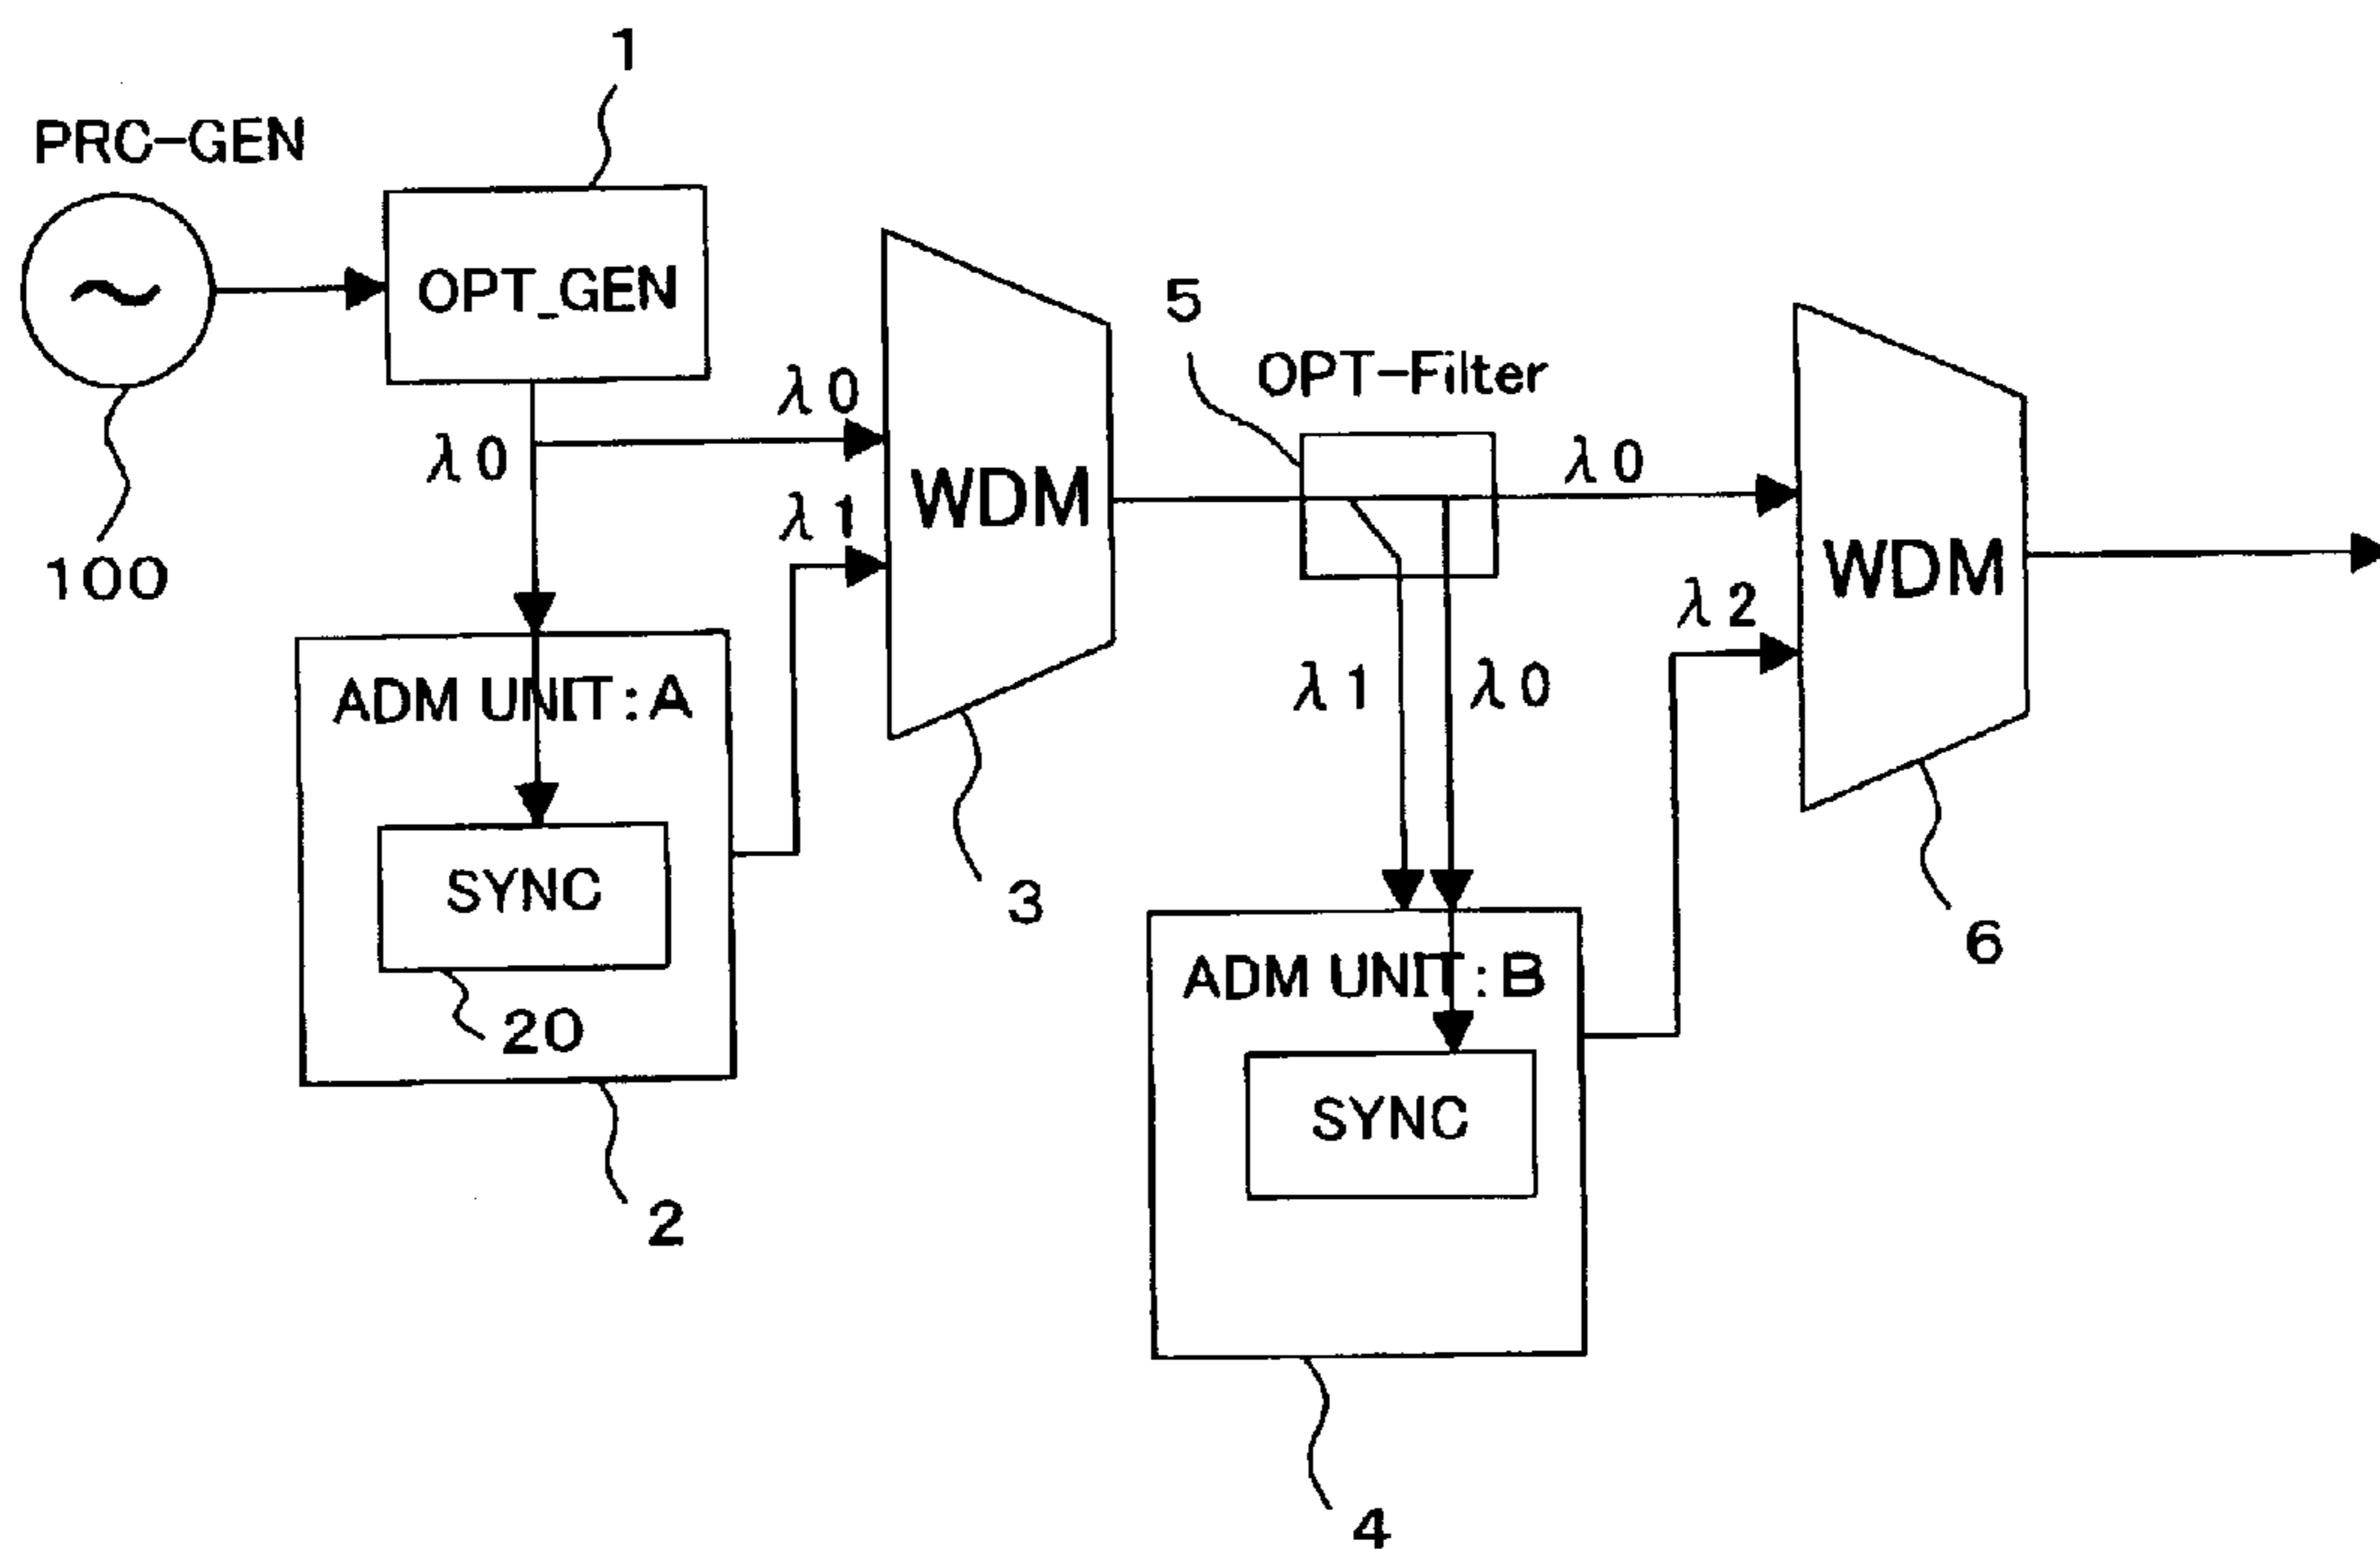 1
PRC-GEN
OPT_GEN
100
λ0
λ0
λ1
WDM
3
ADM UNIT:A
SYNC
20
2
5
OPT-Filter
λ0
λ1
λ0
λ2
WDM
6
ADM UNIT:B
SYNC
4